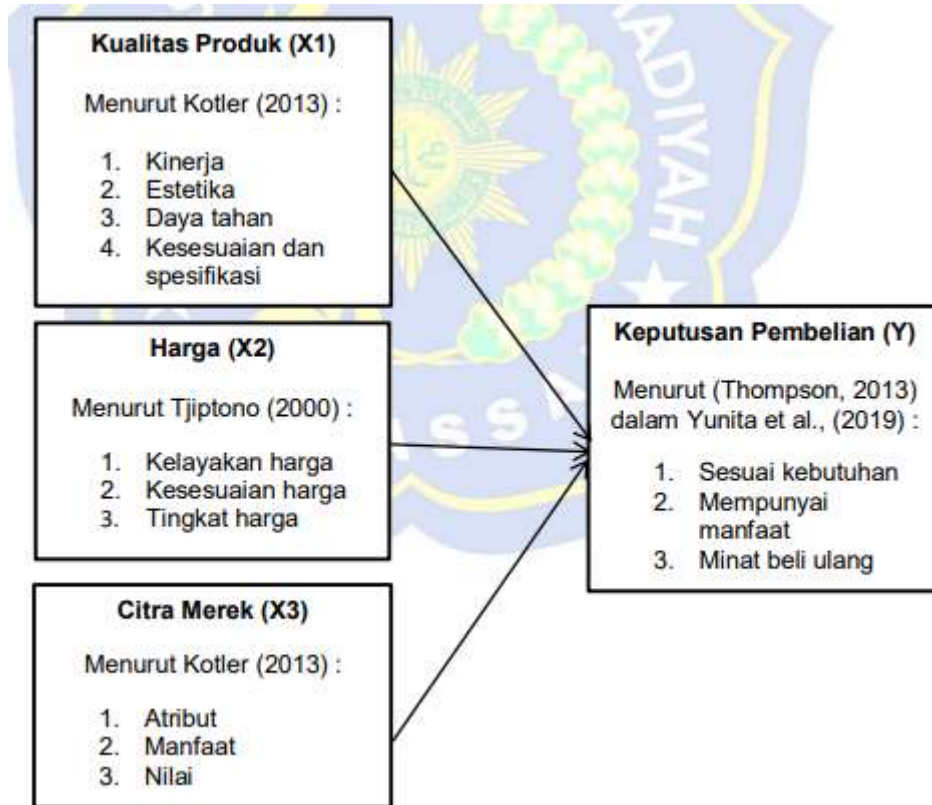 Kualitas Produk (X1)
Menurut Kotler (2013) :
1. Kinerja
2. Estetika
3. Daya tahan
4. Kesesuaian dan
spesifikasi
Harga (X2)
Menurut Tjiptono (2000) :
1. Kelayakan harga
2. Kesesuaian harga
3. Tingkat harga
Citra Merek (X3)
Menurut Kotler (2013) :
1. Atribut
2. Manfaat
3. Nilai
Keputusan Pembelian (Y)
Menurut (Thompson, 2013)
dalam Yunita et al., (2019) :
1. Sesuai kebutuhan
2. Mempunyai
manfaat
3. Minat beli ulang